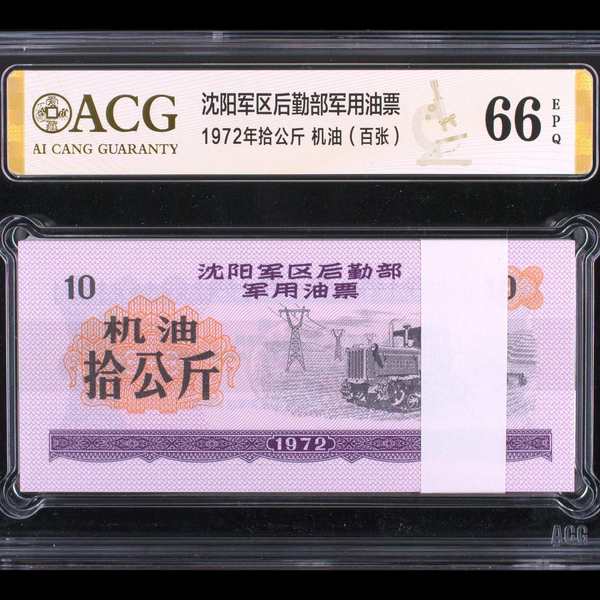 ACG
AI CANG GUARANTY
沈阳军区后勤部军用油票
1972年拾公斤 机油（百张）
66
EPQ
沈阳军区后勤部
军用油票
10
机油
拾公斤
1972
ACG